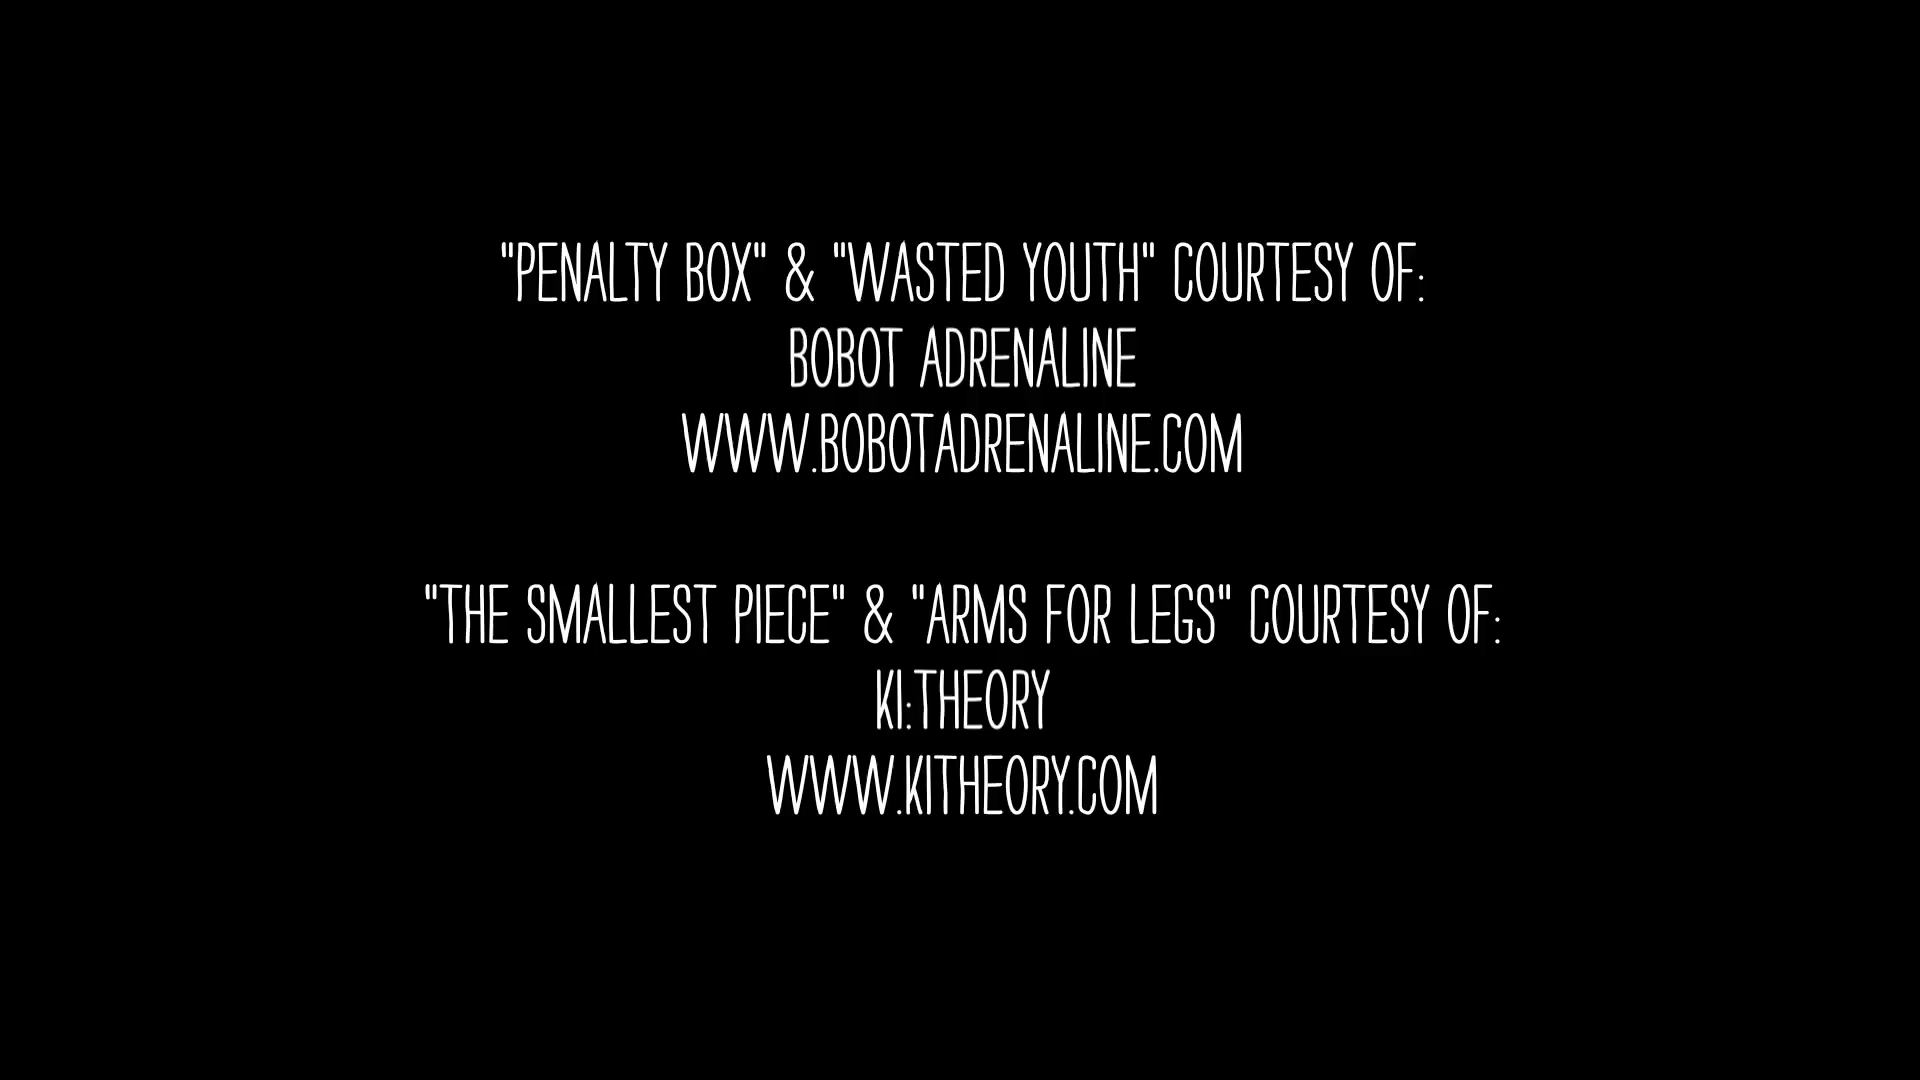 "PENALTY BOX" & "WASTED YOUTH" COURTESY OF:
BOBOT ADRENALINE
WWW.BOBOTADRENALINE.COM
"THE SMALLEST PIECE" & "ARMS FOR LEGS" COURTESY OF:
KI:THEORY
WWW.KITHEORY.COM